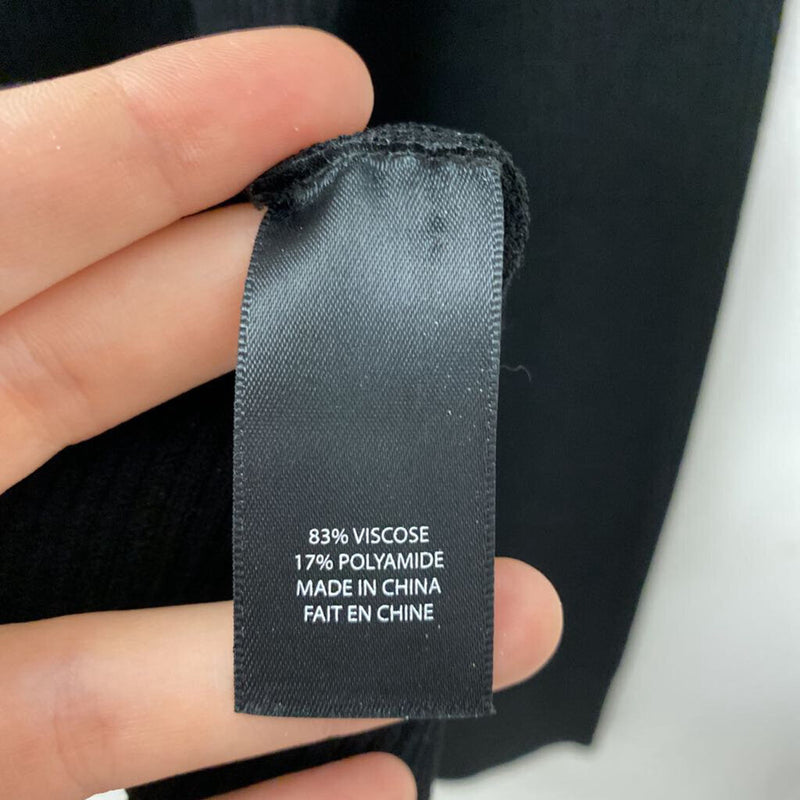 83% VISCOSE
17% POLYAMIDE
MADE IN CHINA
FAIT EN CHINE